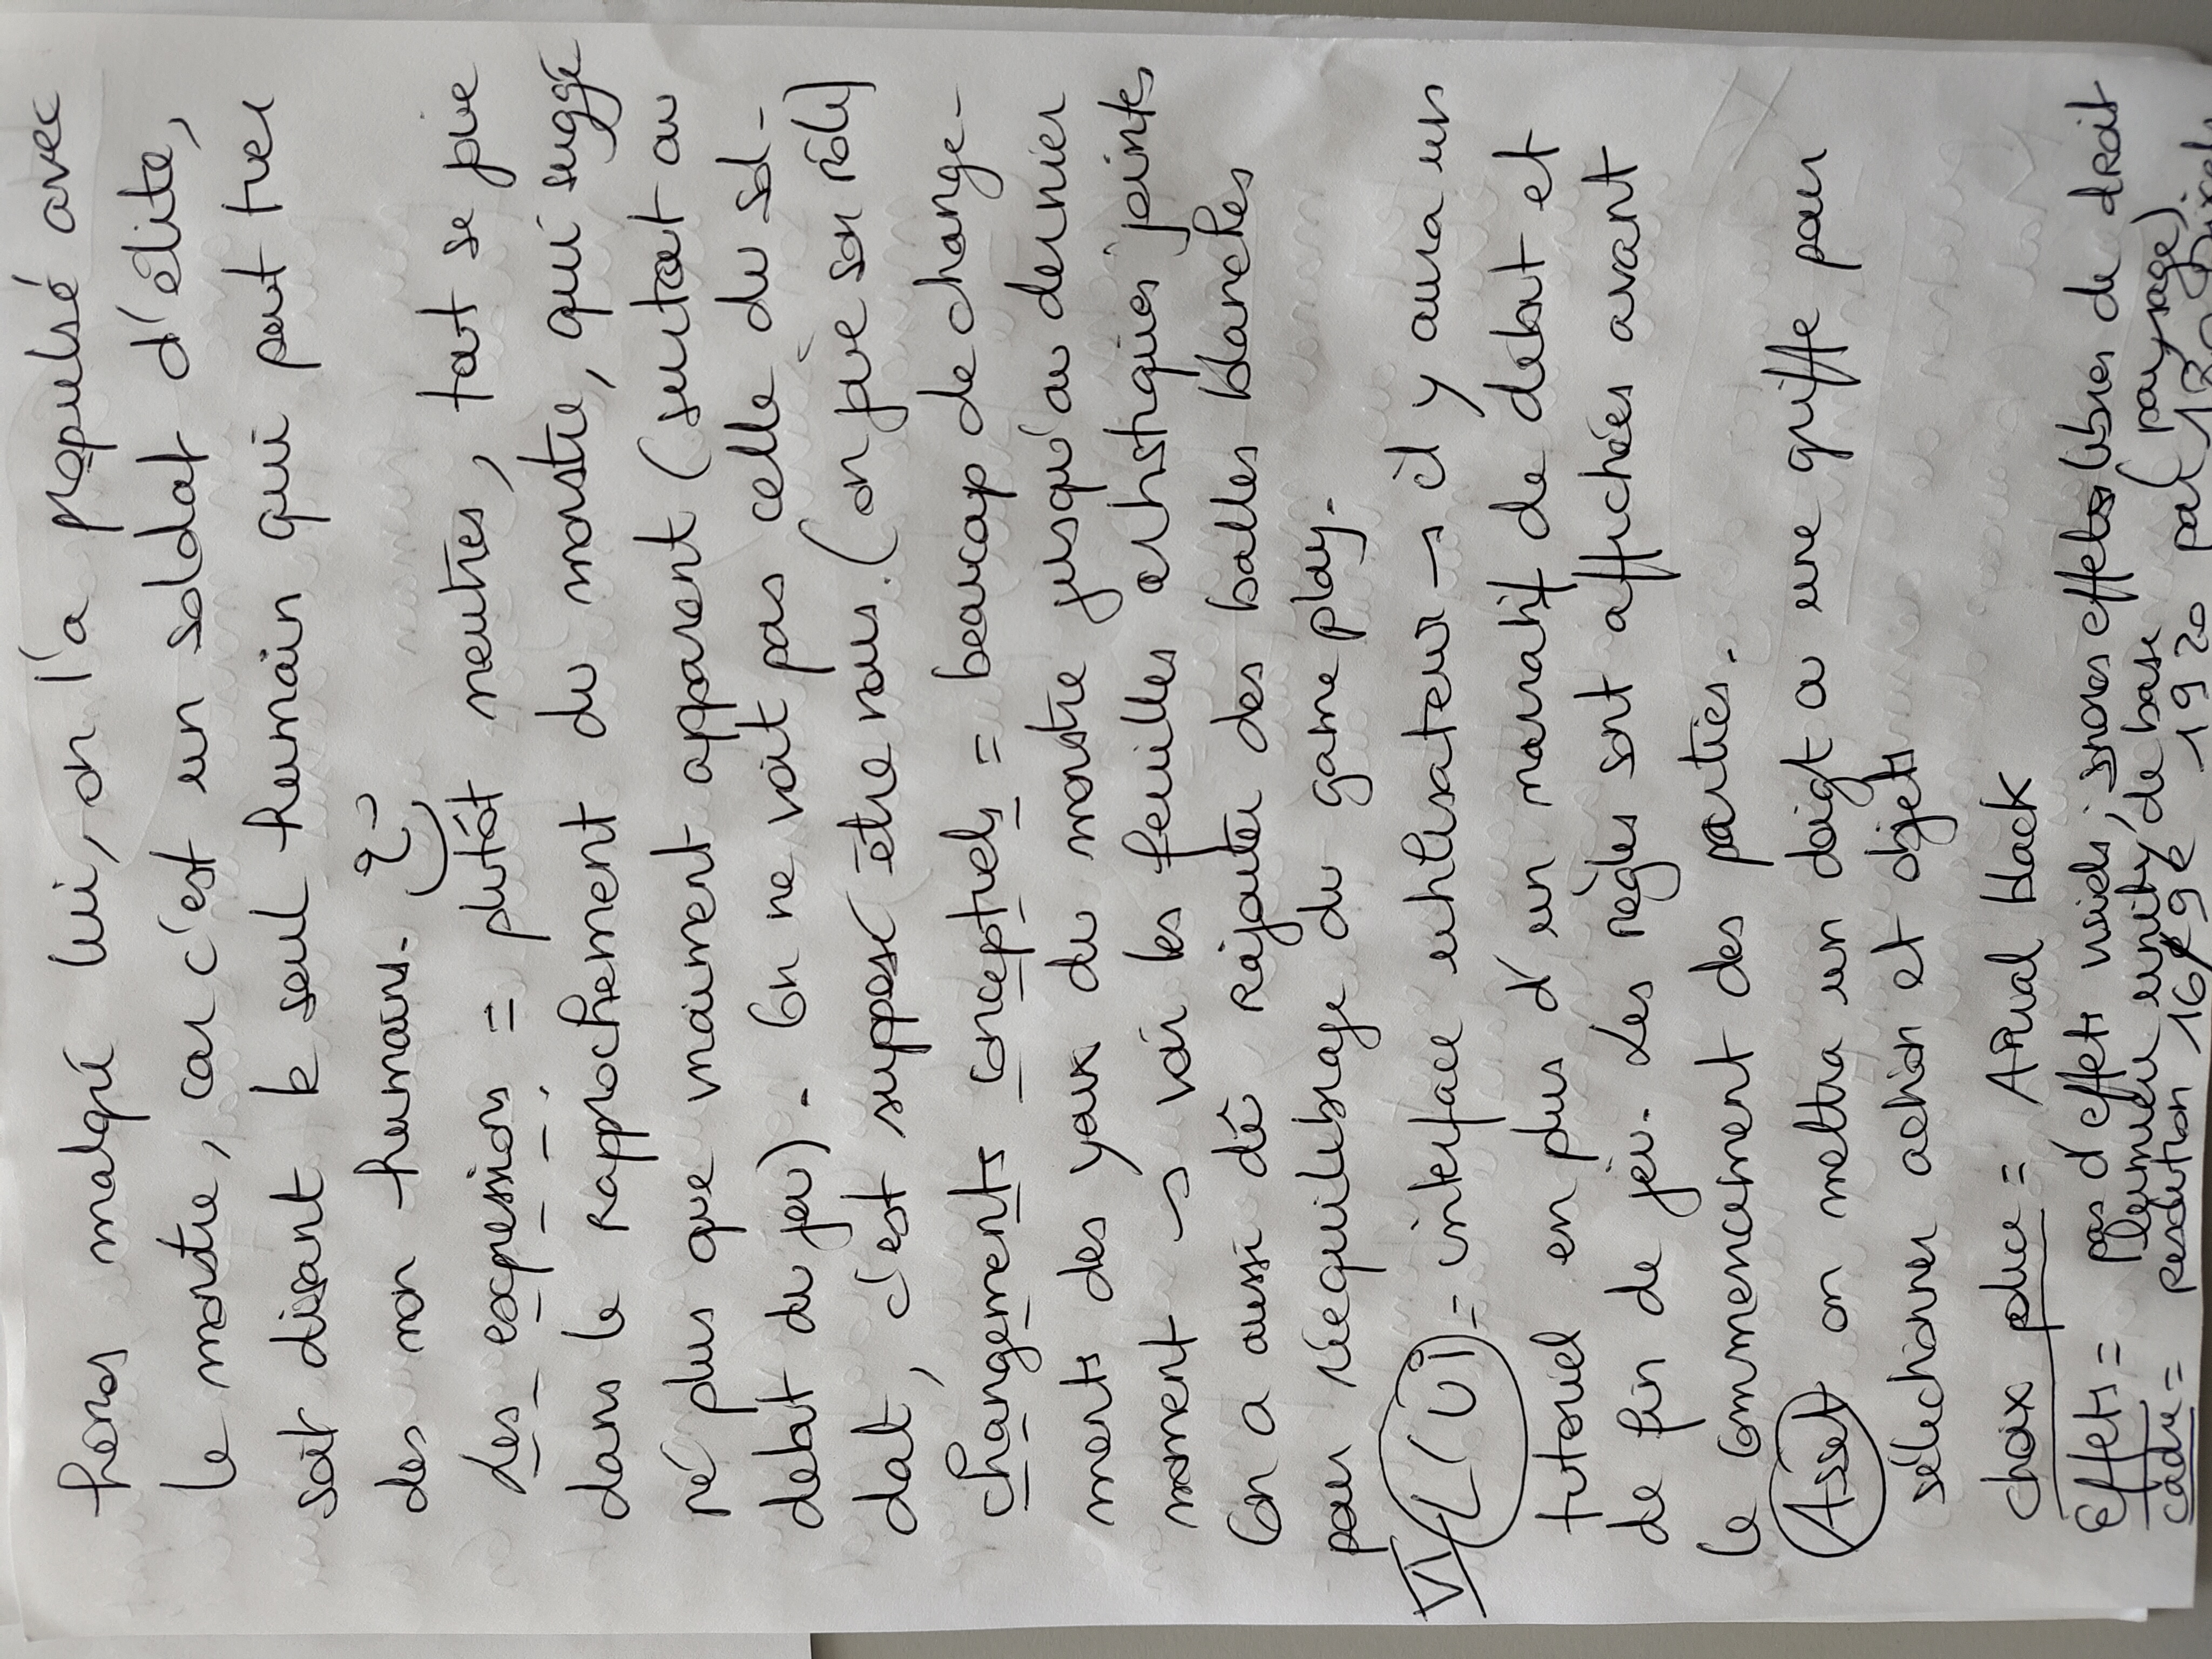 héros malgré lui, on l'a propulsé avec
le monstre, car c'est un soldat d'élite,
soit disant le seul humain qui peut tuer
des non humains.
Les expressions = plutôt neutres, tout se joue
dans le rapprochement du monstre, qui suggé
ré plus que vraiment apparent (surtout au
debut du jeu). On ne voit pas celle du sol-
dat, c'est supposé être nous. (on joue son rôle)
changements conceptuels = beaucoup de change-
ments des yeux du monstre jusqu'au dernier
moment → voir les feuilles artistiques jointes
On a aussi dû rajouter des balles blanches
pour réequilibrage du game play.
VI L'UI = interface utilisateur → il y aura un
tutoriel en plus d'un narratif de debut et
de fin de jeu. Les règles sont affichées avant
le commencement des parties.
Asset on mettra un doigt ou une griffe pour
sélectionner action et objets
choix police = Arial black
Effets = pas d'effets visuels, sonores effets libres de droit
lumière unity de base (paysage).
cadre = resolution 16 9e 1920 par pixels